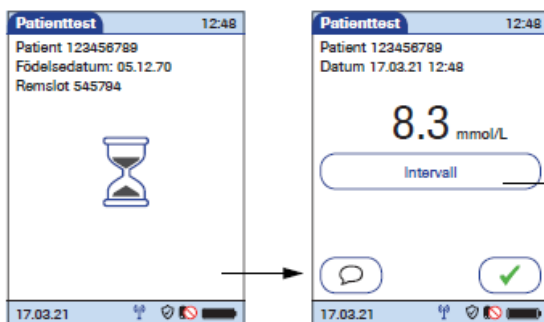 Patienttest 12:48
Patient 123456789
Födelsedatum: 05.12.70
Remslot 545794
17.03.21
Patienttest 12:48
Patient 123456789
Datum 17.03.21 12:48
8.3 mmol/L
Intervall
17.03.21